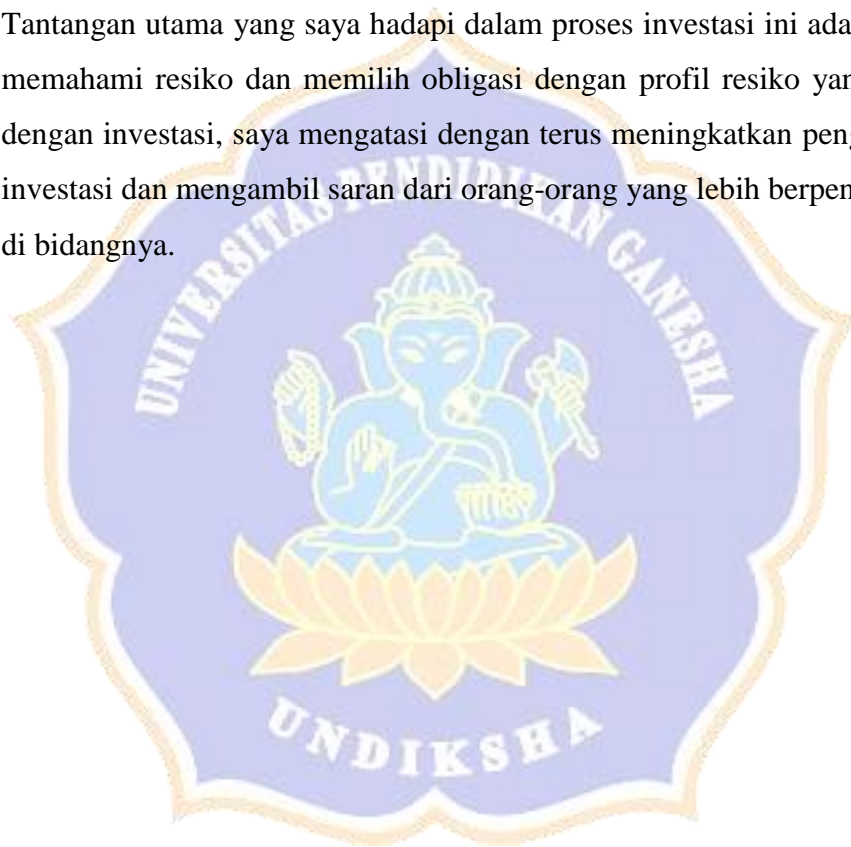 Tantangan utama yang saya hadapi dalam proses investasi ini ada
memahami resiko dan memilih obligasi dengan profil resiko yan
dengan investasi, saya mengatasi dengan terus meningkatkan peng
investasi dan mengambil saran dari orang-orang yang lebih berpen
di bidangnya.
UNIVERSITAS PENDIDIKAN GANESHA
UNDIKSHA